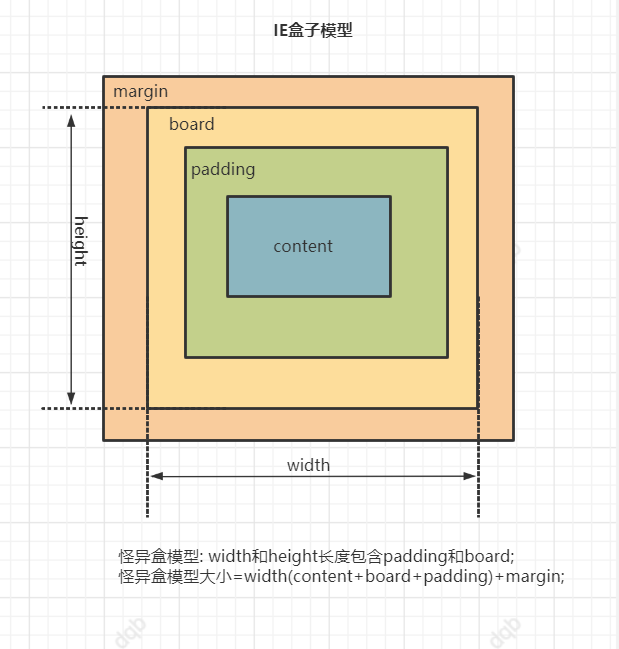 IE盒子模型
margin
board
padding
content
height
width
怪异盒模型: width和height长度包含padding和board;
怪异盒模型大小=width(content+board+padding)+margin;
dqb
dqb